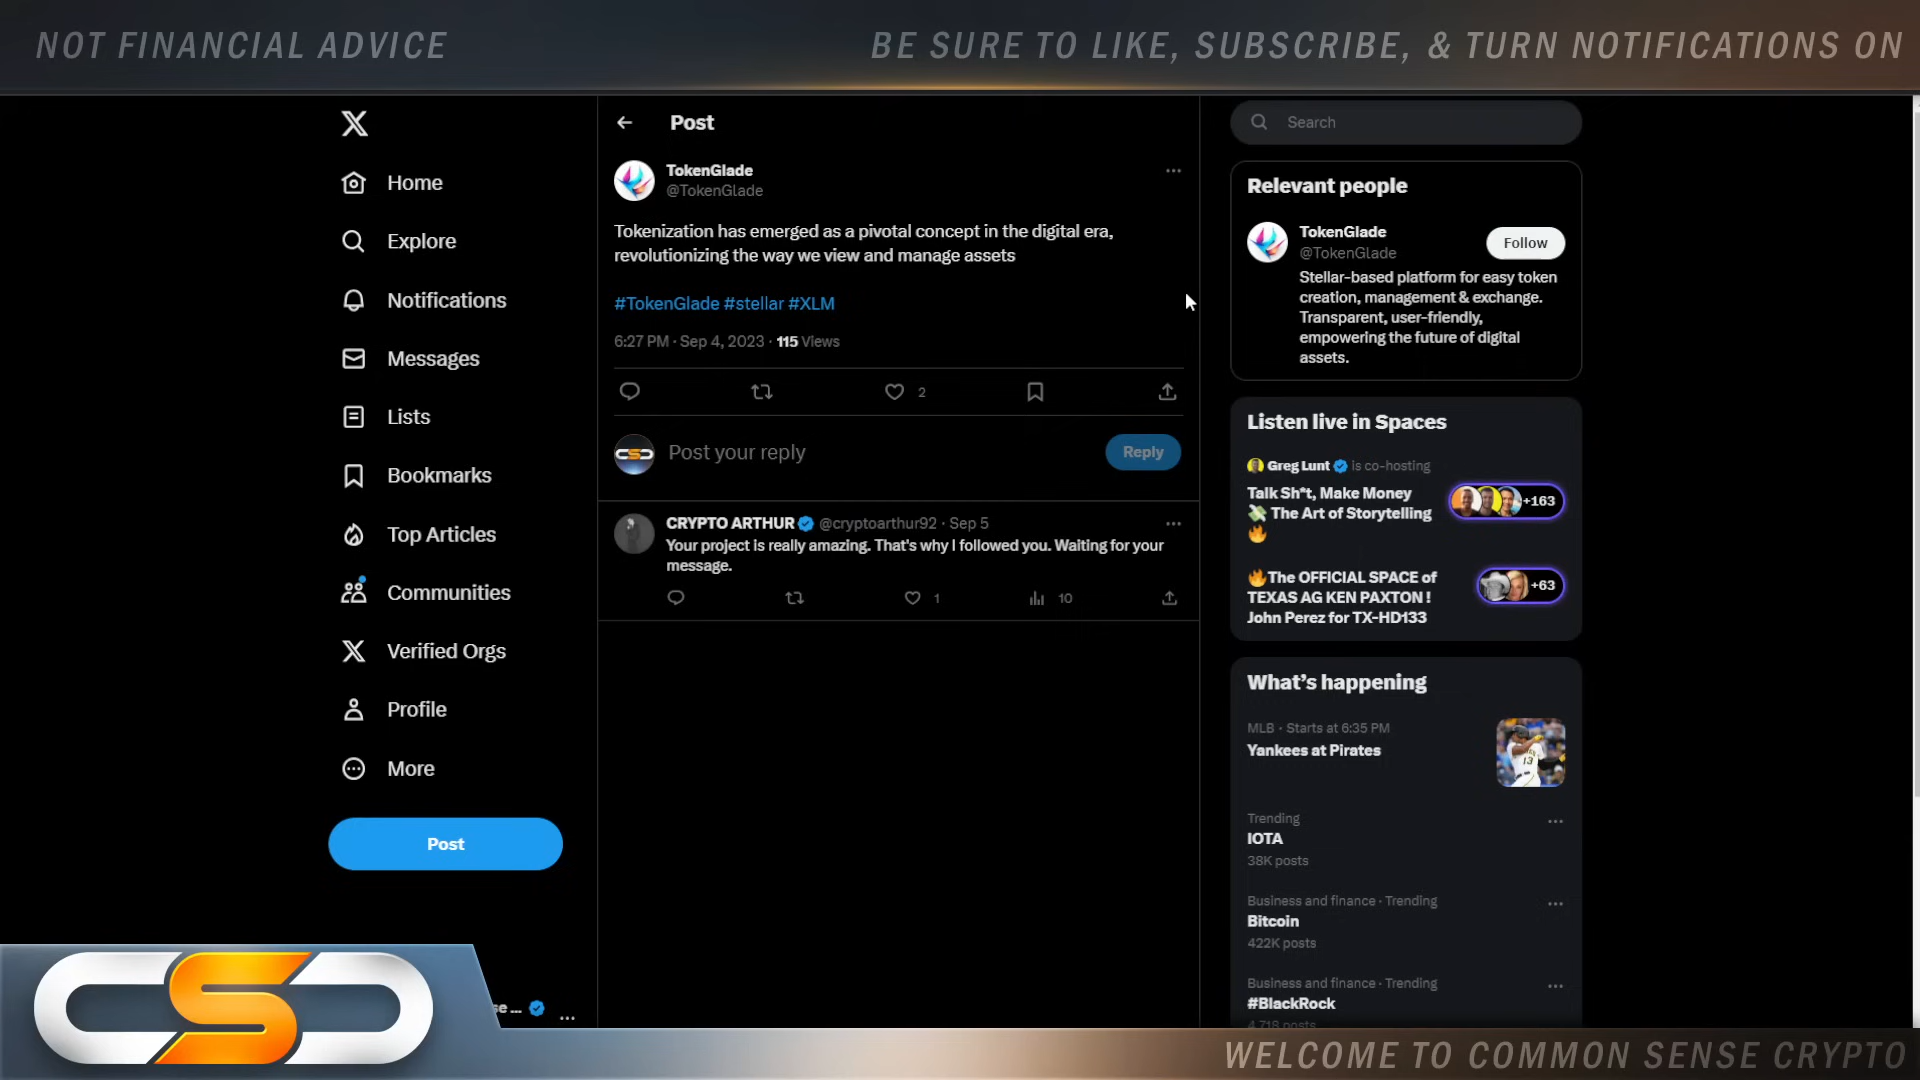 NOT FINANCIAL ADVICE
BE SURE TO LIKE, SUBSCRIBE, & TURN NOTIFICATIONS ON
Home
Explore
Notifications
Messages
Lists
Bookmarks
Top Articles
Communities
Verified Orgs
Profile
More
Post
se ...
Post
TokenGlade
@TokenGlade
Tokenization has emerged as a pivotal concept in the digital era,
revolutionizing the way we view and manage assets
#TokenGlade #stellar #XLM
6:27 PM · Sep 4, 2023 · 115 Views
2
CSC
Post your reply
Reply
CRYPTO ARTHUR @cryptoarthur92 · Sep 5
Your project is really amazing. That's why I followed you. Waiting for your
message.
1
10
Search
Relevant people
TokenGlade
@TokenGlade
Follow
Stellar-based platform for easy token
creation, management & exchange.
Transparent, user-friendly,
empowering the future of digital
assets.
Listen live in Spaces
Greg Lunt is co-hosting
Talk Sh*t, Make Money
💸 The Art of Storytelling
🔥
+163
🔥The OFFICIAL SPACE of
TEXAS AG KEN PAXTON !
John Perez for TX-HD133
+63
What's happening
MLB · Starts at 6:35 PM
Yankees at Pirates
13
Trending
IOTA
38K posts
Business and finance · Trending
Bitcoin
422K posts
Business and finance · Trending
#BlackRock
4,718 posts
CSC
WELCOME TO COMMON SENSE CRYPTO